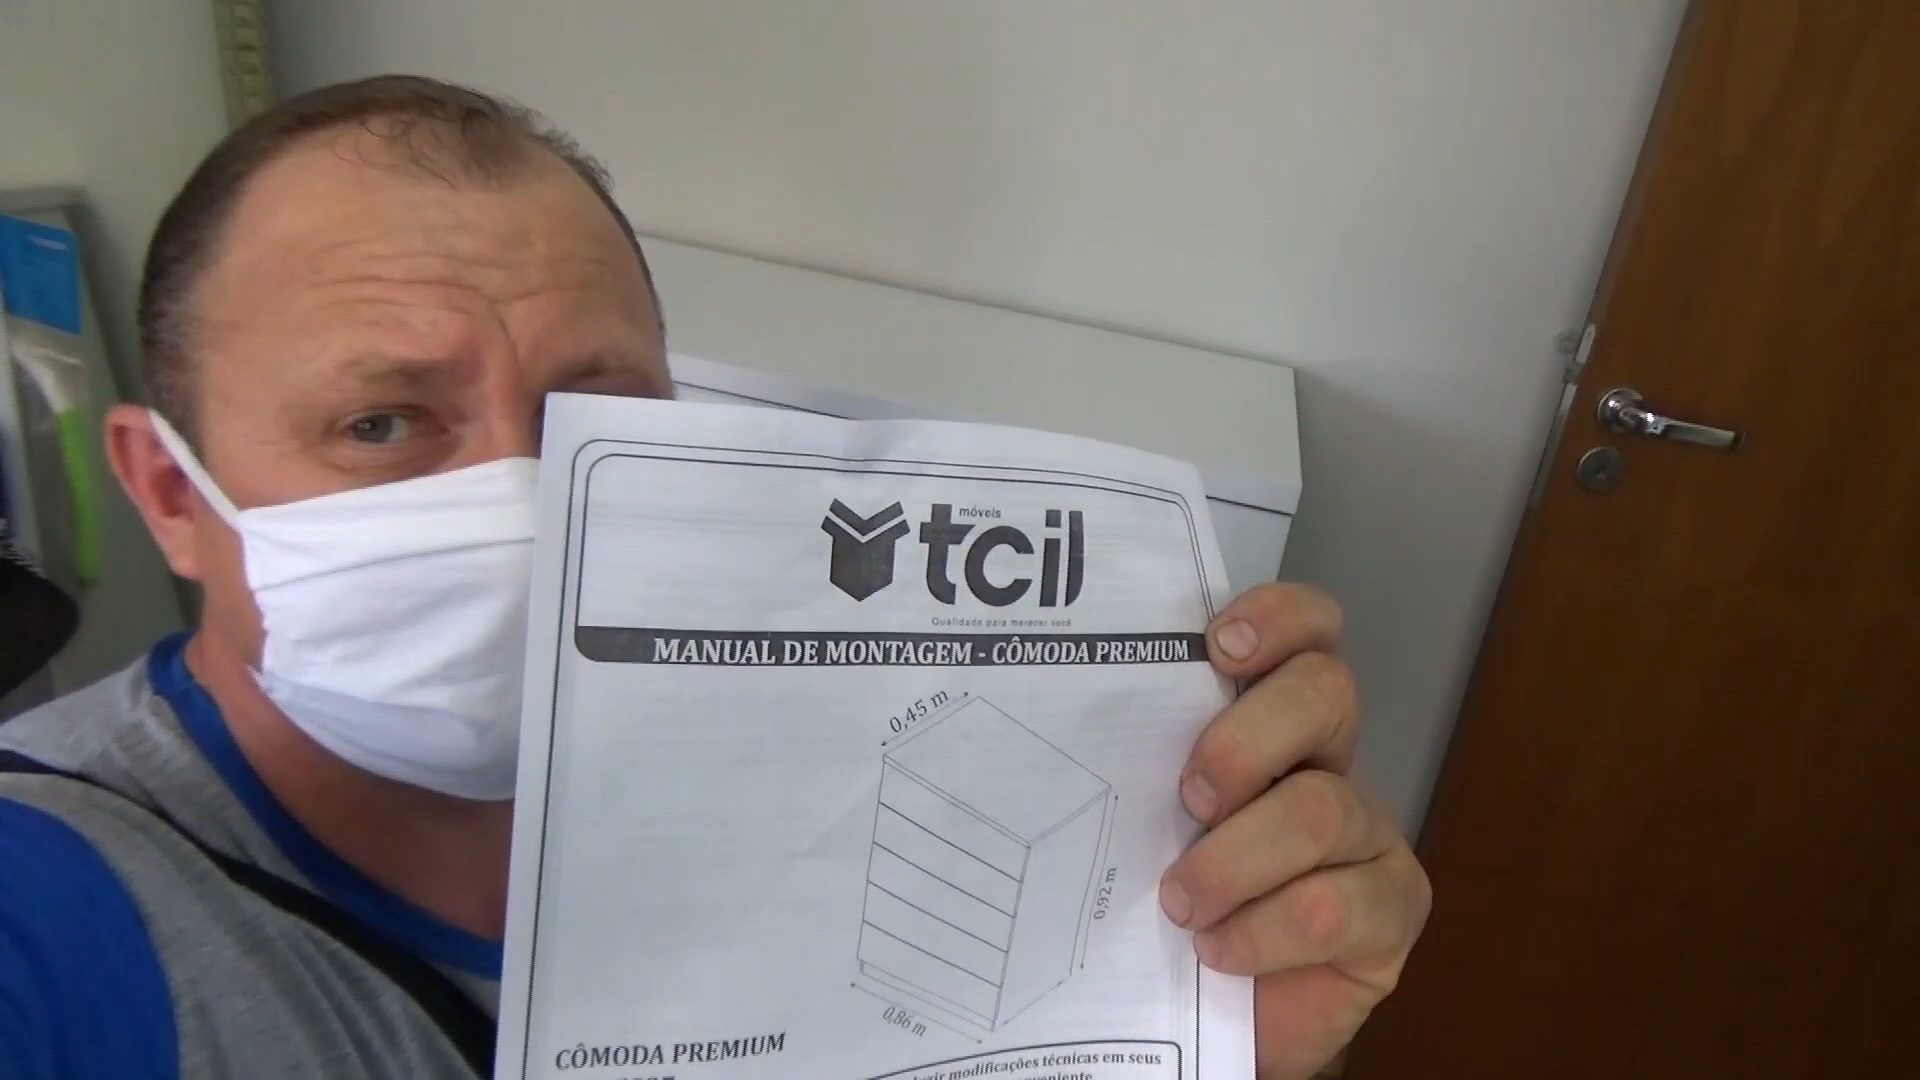 móveis
tcil
Qualidade para merecer você
MANUAL DE MONTAGEM - CÔMODA PREMIUM
0,45 m
0,92 m
0,86 m
CÔMODA PREMIUM
modificações técnicas em seus